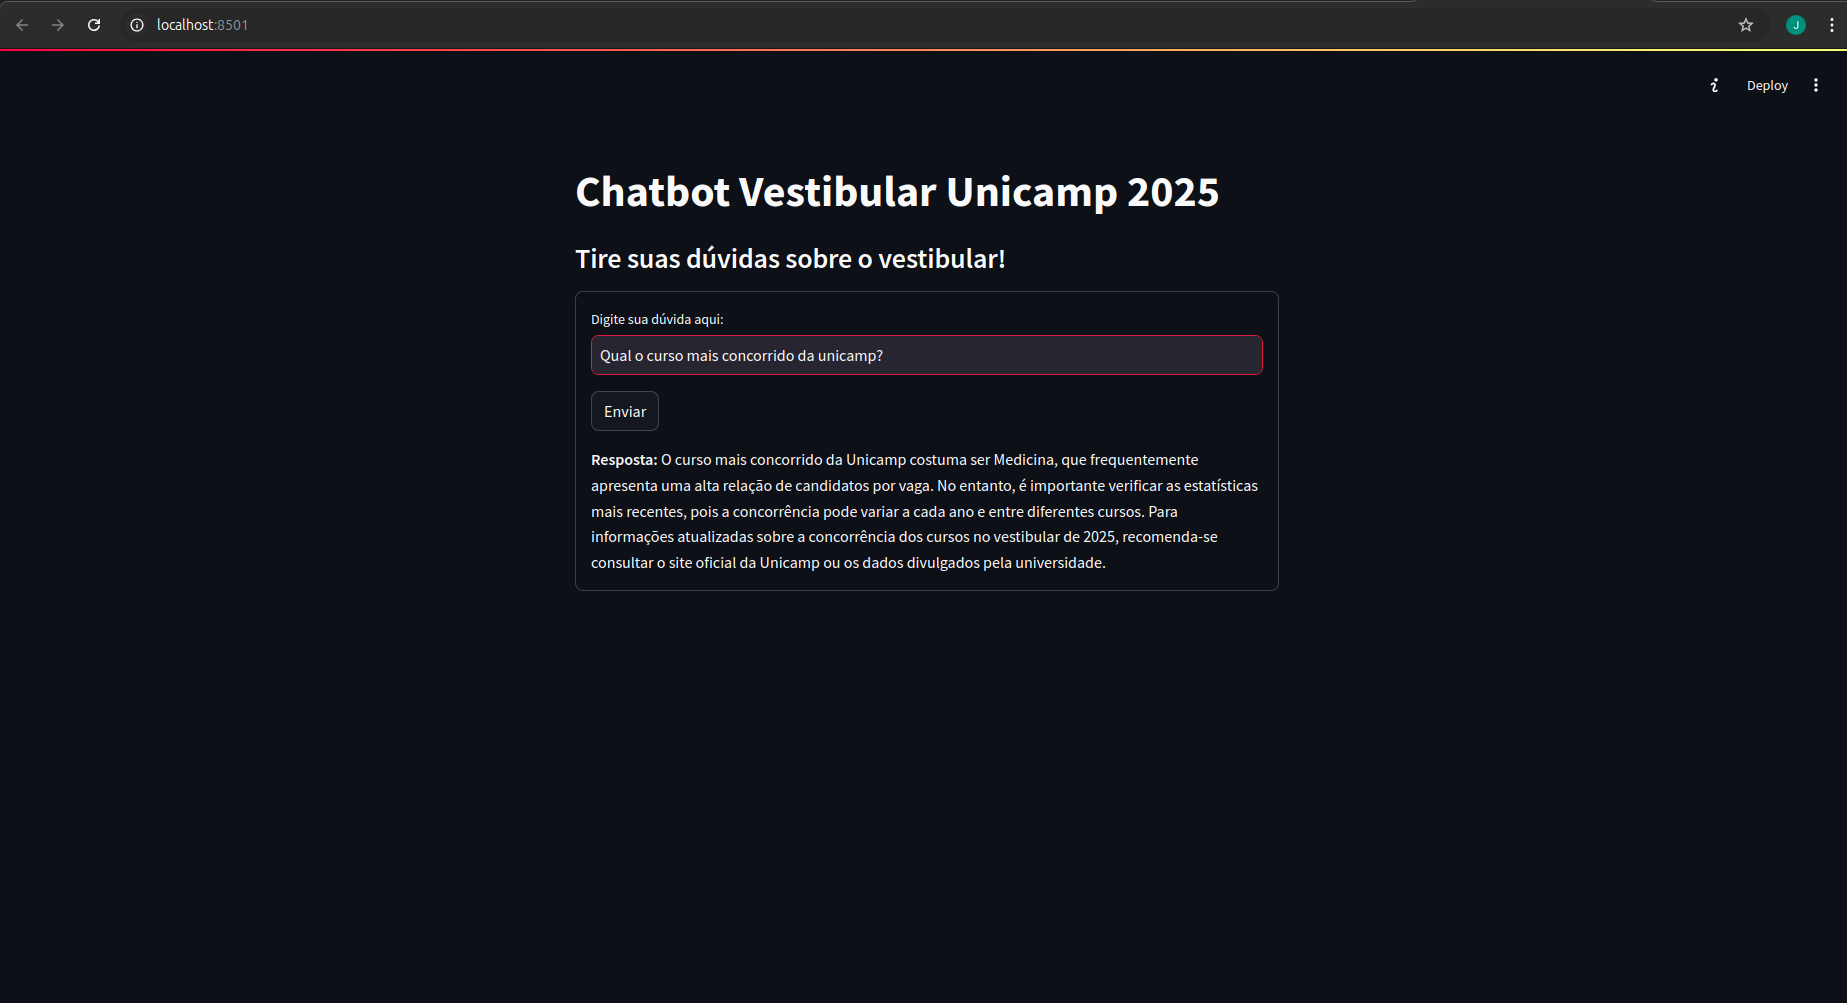 localhost:8501
J
Deploy
Chatbot Vestibular Unicamp 2025
Tire suas dúvidas sobre o vestibular!
Digite sua dúvida aqui:
Qual o curso mais concorrido da unicamp?
Enviar
Resposta: O curso mais concorrido da Unicamp costuma ser Medicina, que frequentemente
apresenta uma alta relação de candidatos por vaga. No entanto, é importante verificar as estatísticas
mais recentes, pois a concorrência pode variar a cada ano e entre diferentes cursos. Para
informações atualizadas sobre a concorrência dos cursos no vestibular de 2025, recomenda-se
consultar o site oficial da Unicamp ou os dados divulgados pela universidade.